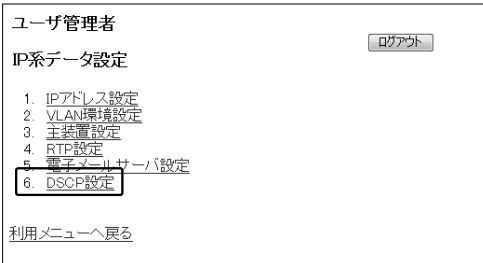 ユーザ管理者
ログアウト
IP系データ設定
1. IPアドレス設定
2. VLAN環境設定
3. 主装置設定
4. RTP設定
5. 電子メールサーバ設定
6. DSCP設定
利用メニューへ戻る